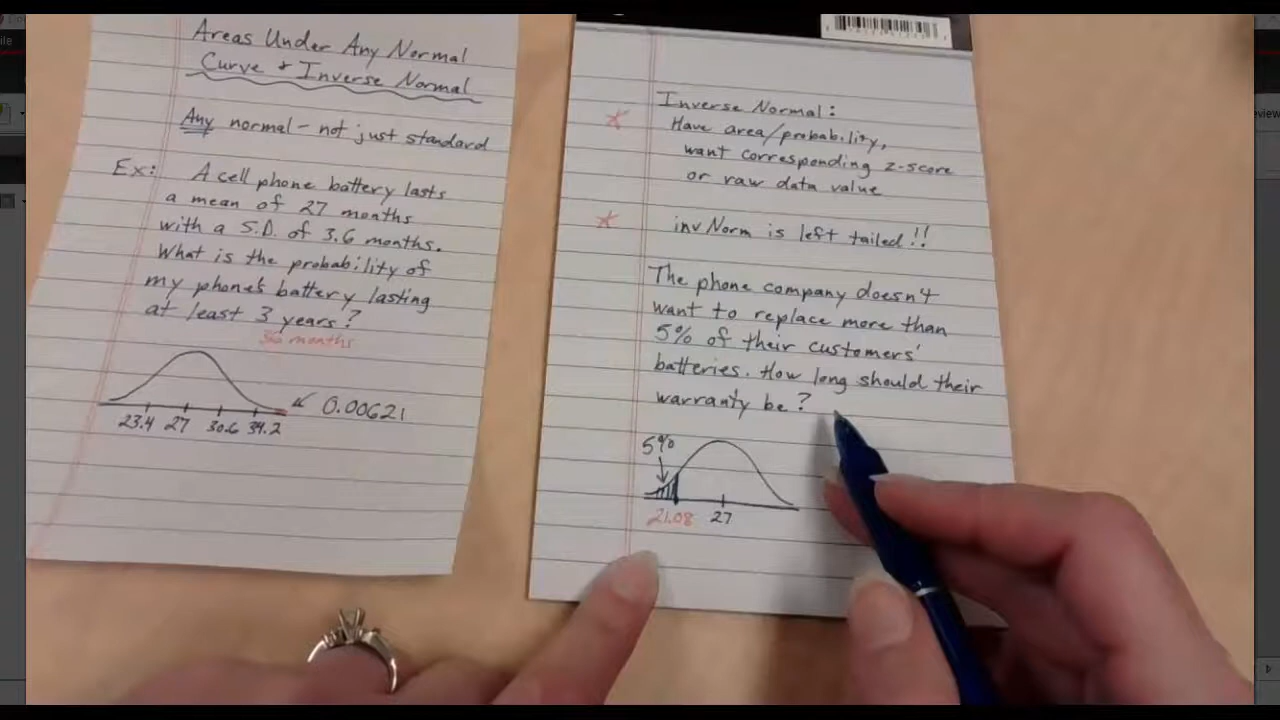 Areas Under Any Normal
Curve + Inverse Normal
Any normal - not just standard
Ex: A cell phone battery lasts
a mean of 27 months
with a S.D. of 3.6 months.
What is the probability of
my phone's battery lasting
at least 3 years?
36 months
0.00621
23.4 27 30.6 34.2
Inverse Normal:
Have area/probability,
want corresponding z-score
or raw data value
invNorm is left tailed!!
The phone company doesn't
want to replace more than
5% of their customers'
batteries. How long should their
warranty be?
5%
21.08 27